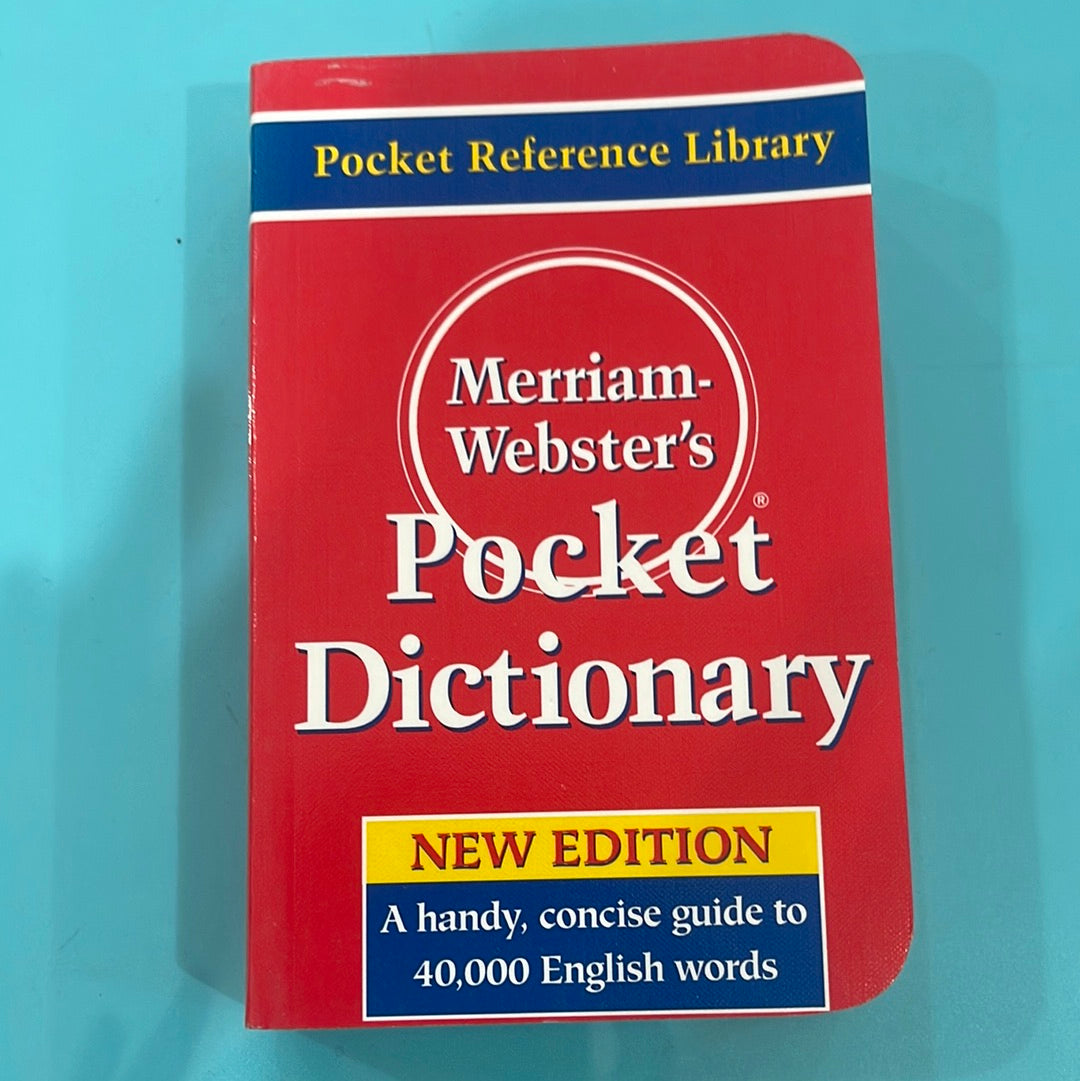 Pocket Reference Library
Merriam-
Webster's
®
Pocket
Dictionary
NEW EDITION
A handy, concise guide to
40,000 English words